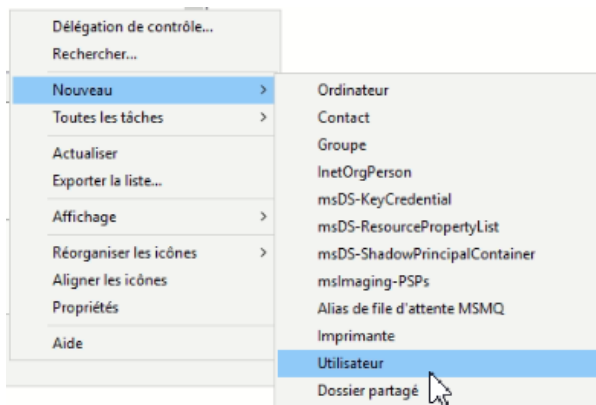 Délégation de contrôle...
Rechercher...
Nouveau
Toutes les tâches
Actualiser
Exporter la liste...
Affichage
Réorganiser les icônes
Aligner les icônes
Propriétés
Aide
Ordinateur
Contact
Groupe
InetOrgPerson
msDS-KeyCredential
msDS-ResourcePropertyList
msDS-ShadowPrincipalContainer
msImaging-PSPs
Alias de file d'attente MSMQ
Imprimante
Utilisateur
Dossier partagé